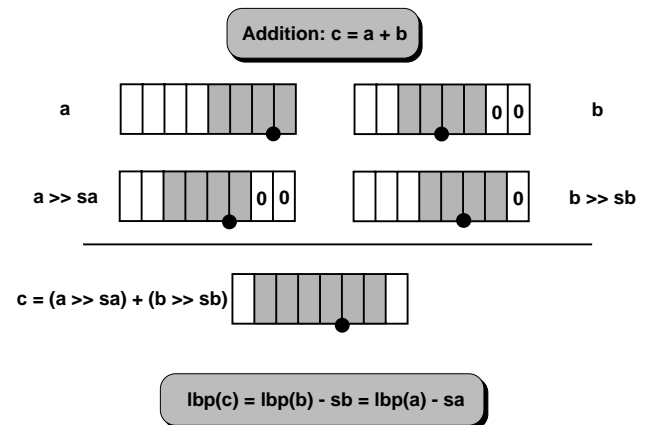 Addition: c = a + b
a 0 0 b
a >> sa 0 0 0 b >> sb
c = (a >> sa) + (b >> sb)
lbp(c) = lbp(b) - sb = lbp(a) - sa